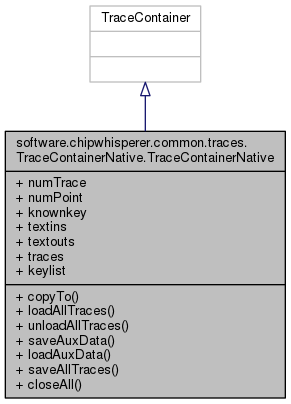 TraceContainer
software.chipwhisperer.common.traces.
TraceContainerNative.TraceContainerNative
+ numTrace
+ numPoint
+ knownkey
+ textins
+ textouts
+ traces
+ keylist
+ copyTo()
+ loadAllTraces()
+ unloadAllTraces()
+ saveAuxData()
+ loadAuxData()
+ saveAllTraces()
+ closeAll()